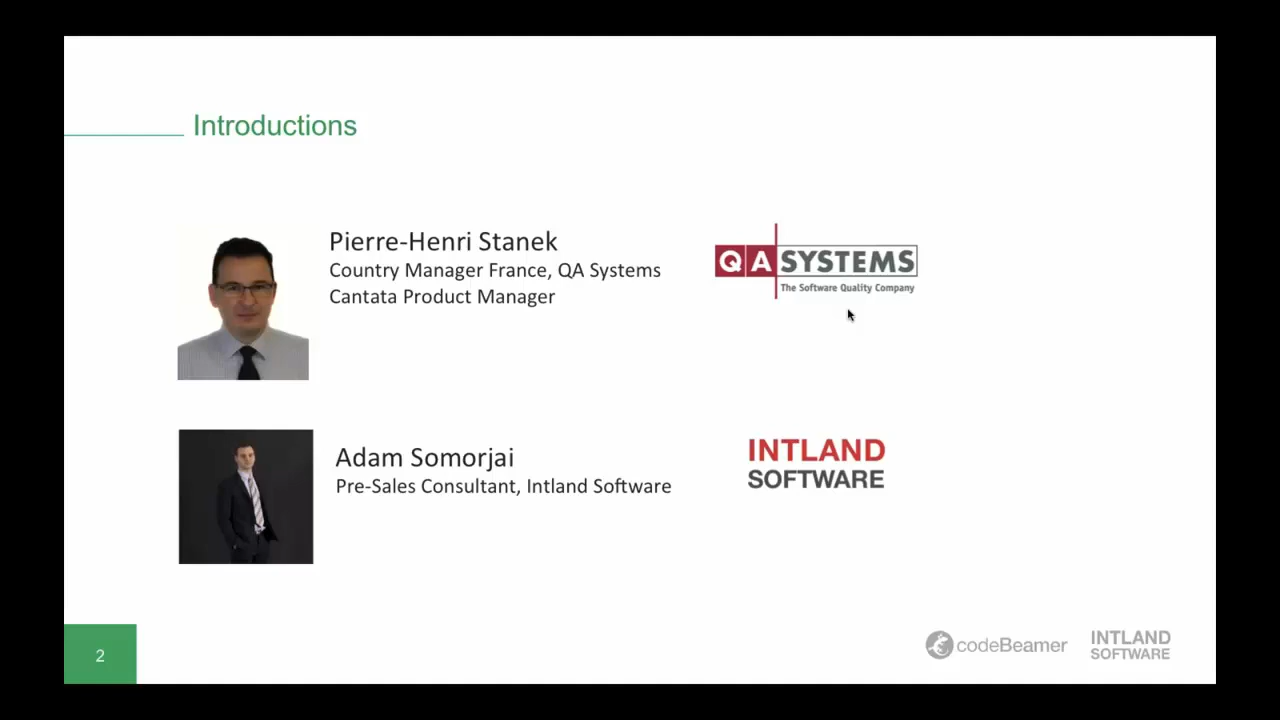 Introductions
Pierre-Henri Stanek
Country Manager France, QA Systems
Cantata Product Manager
QA SYSTEMS
The Software Quality Company
Adam Somorjai
Pre-Sales Consultant, Intland Software
INTLAND
SOFTWARE
2
codeBeamer
INTLAND
SOFTWARE